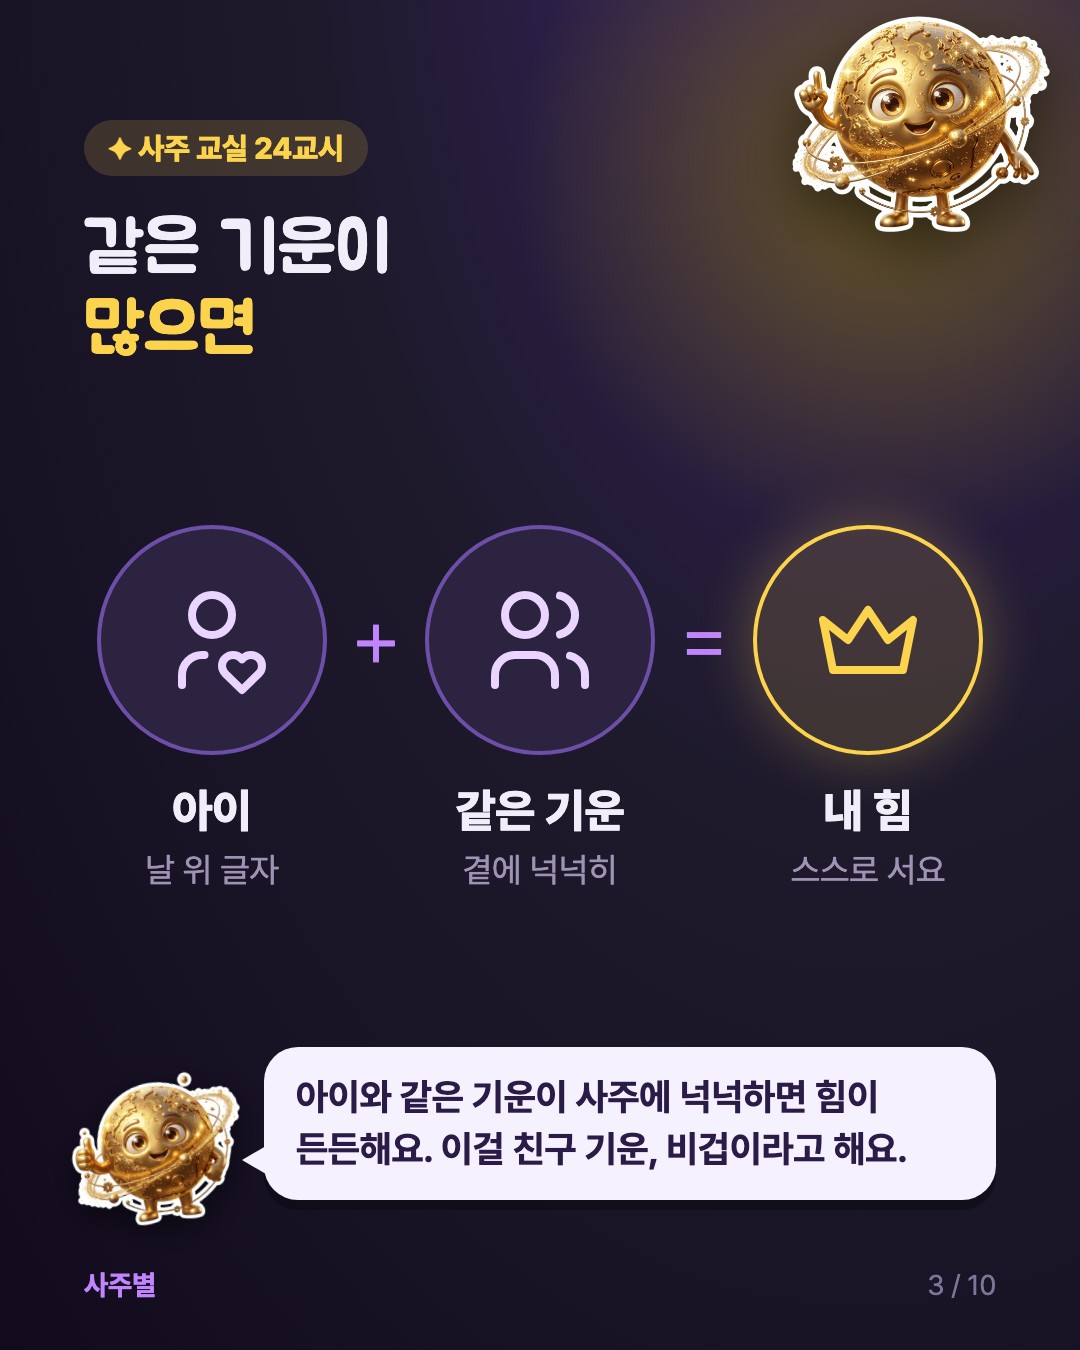 ✦ 사주 교실 24교시
같은 기운이
많으면
+
=
아이
같은 기운
내 힘
날 위 글자
곁에 넉넉히
스스로 서요
아이와 같은 기운이 사주에 넉넉하면 힘이
든든해요. 이걸 친구 기운, 비겁이라고 해요.
사주별
3 / 10